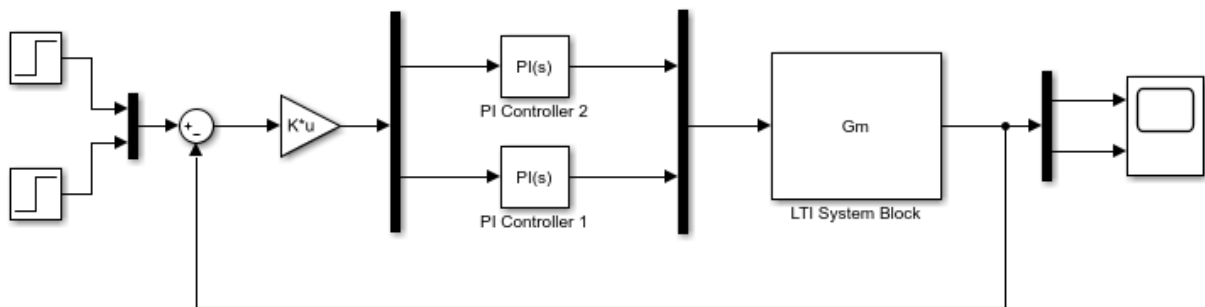 K*u
PI(s)
PI Controller 2
PI(s)
PI Controller 1
Gm
LTI System Block